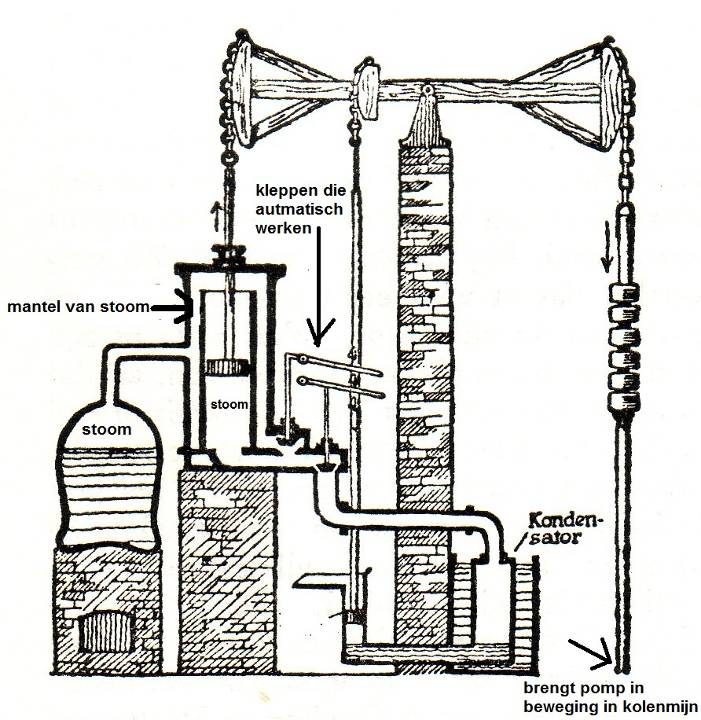 kleppen die
autmatisch
werken
mantel van stoom
stoom
stoom
Konden-
sator
brengt pomp in
beweging in kolenmijn